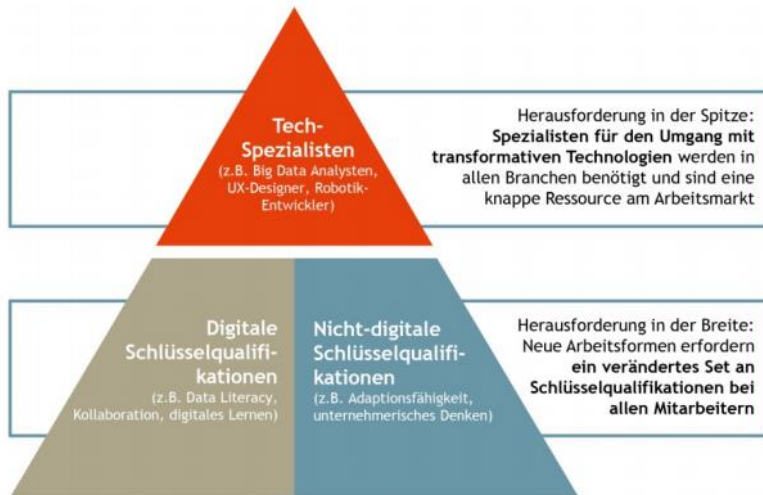 Tech-
Spezialisten
(z.B. Big Data Analysten,
UX-Designer, Robotik-
Entwickler)
Herausforderung in der Spitze:
Spezialisten für den Umgang mit
transformativen Technologien werden in
allen Branchen benötigt und sind eine
knappe Ressource am Arbeitsmarkt
Digitale
Schlüsselqualifi-
kationen
(z.B. Data Literacy,
Kollaboration, digitales Lernen)
Nicht-digitale
Schlüsselqualifi-
kationen
(z.B. Adaptionsfähigkeit,
unternehmerisches Denken)
Herausforderung in der Breite:
Neue Arbeitsformen erfordern
ein verändertes Set an
Schlüsselqualifikationen bei
allen Mitarbeitern